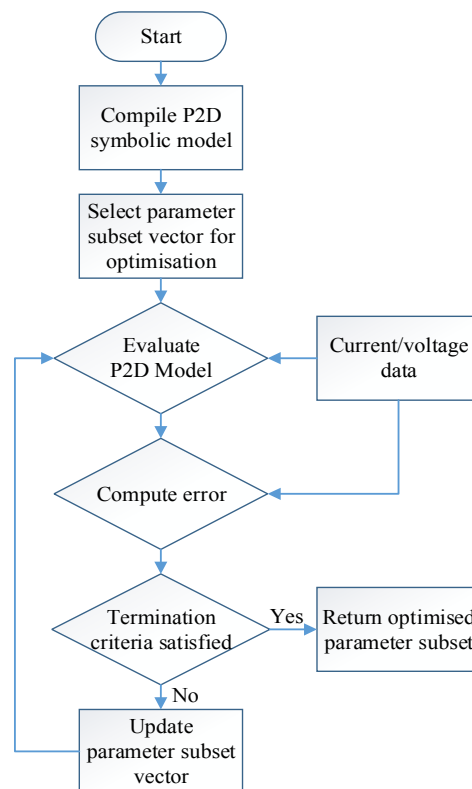 Start
Compile P2D
symbolic model
Select parameter
subset vector for
optimisation
Evaluate
P2D Model
Current/voltage
data
Compute error
Termination
criteria satisfied
Yes
Return optimised
parameter subset
No
Update
parameter subset
vector